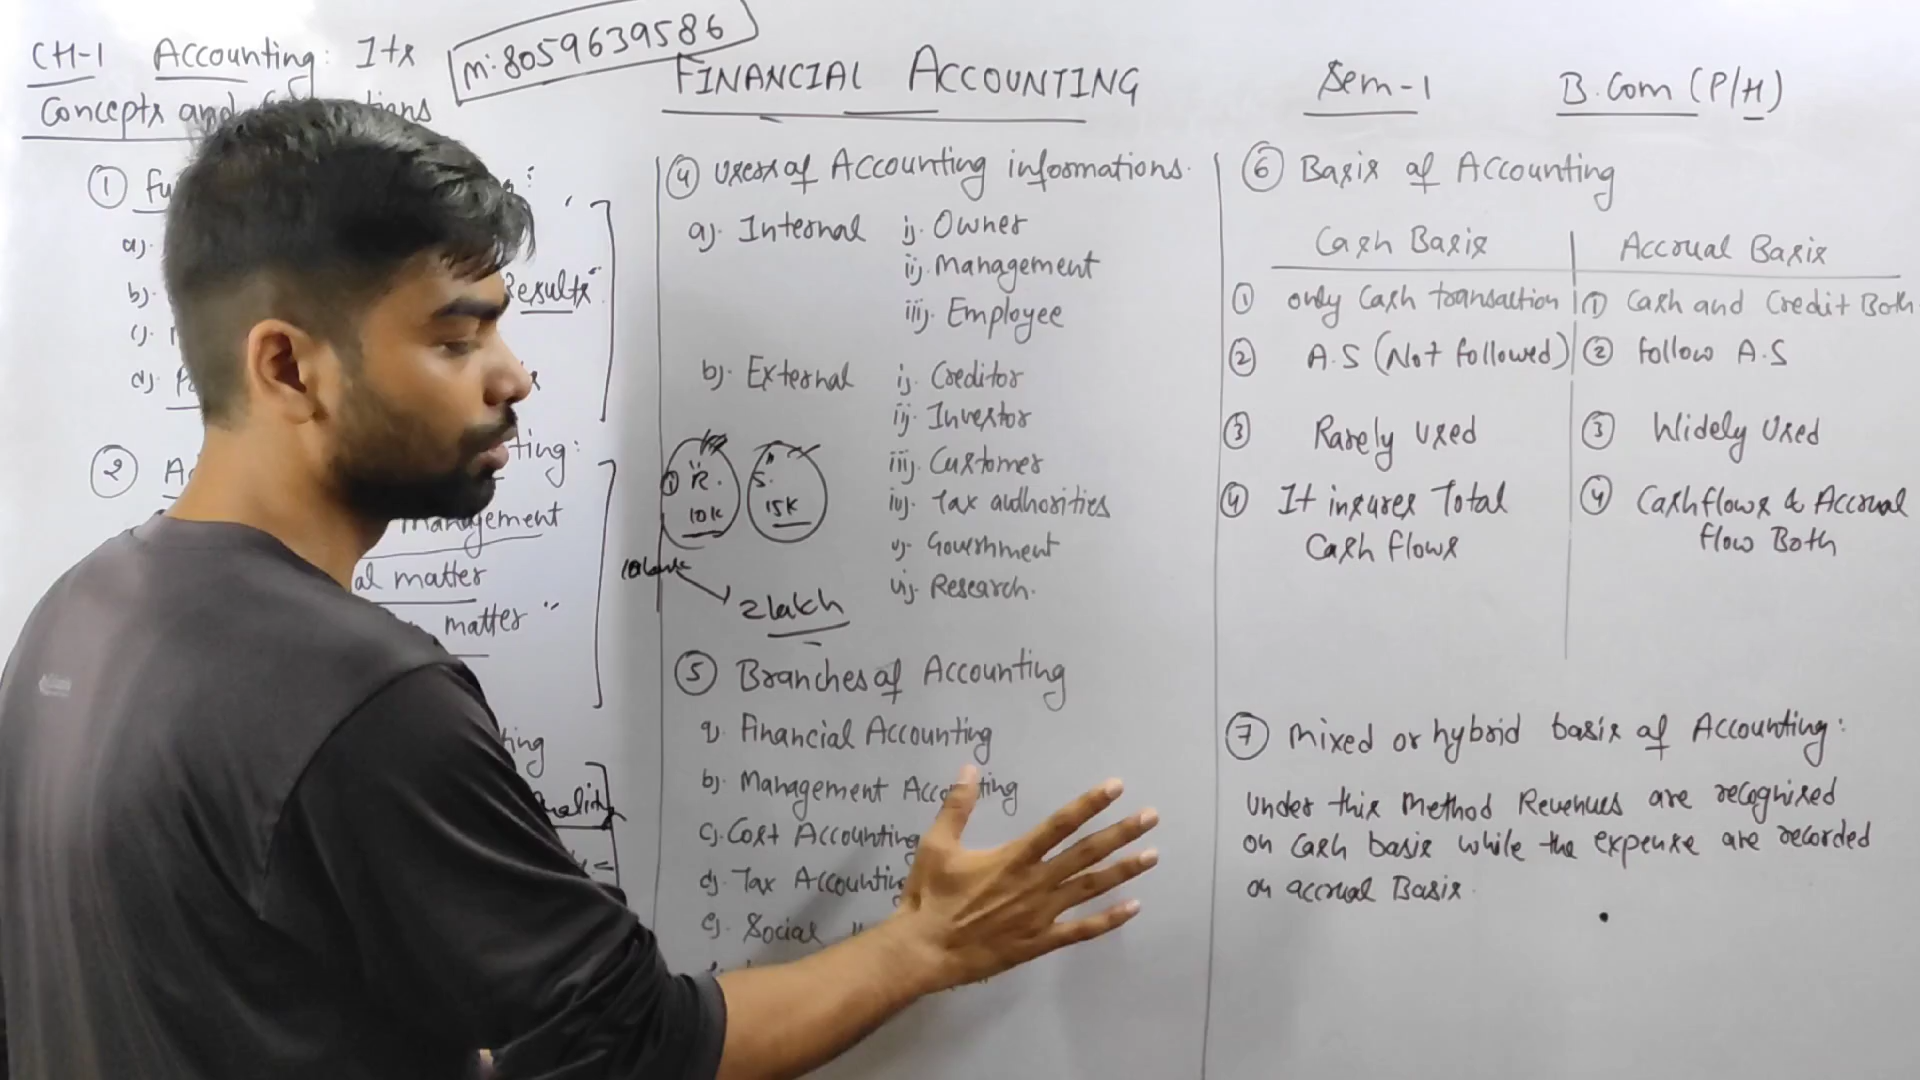 CH-1 Accounting: Its
Concepts and
m:- 8059639586
FINANCIAL ACCOUNTING
Sem-1
B.Com (P/H)
①
a).
b). Results"
c).
d).
②
ting:
management
matter
matter "
④ Users of Accounting informations.
a). Internal i). Owner
ii). Management
iii). Employee
b). External i). Creditor
ii). Investor
iii). Customer
iv). Tax authorities
v). Government
vi). Research.
① R. 10k
S. 15k
2 lakh
⑤ Branches of Accounting
Financial Accounting
b). Management Accounting
c). Cost Accounting
d). Tax Accounting
e). Social "
⑥ Basis of Accounting
Cash Basis | Accrual Basis
① only Cash transaction | ① Cash and Credit Both
② A.S (Not followed) | ② follow A.S
③ Rarely Used ③ Widely Used
④ It insures Total ④ Cashflows & Accrual
Cash flows flow Both
⑦ Mixed or hybrid basis of Accounting:
Under this Method Revenues are recognised
on Cash basis while the expense are recorded
on accrual Basis.